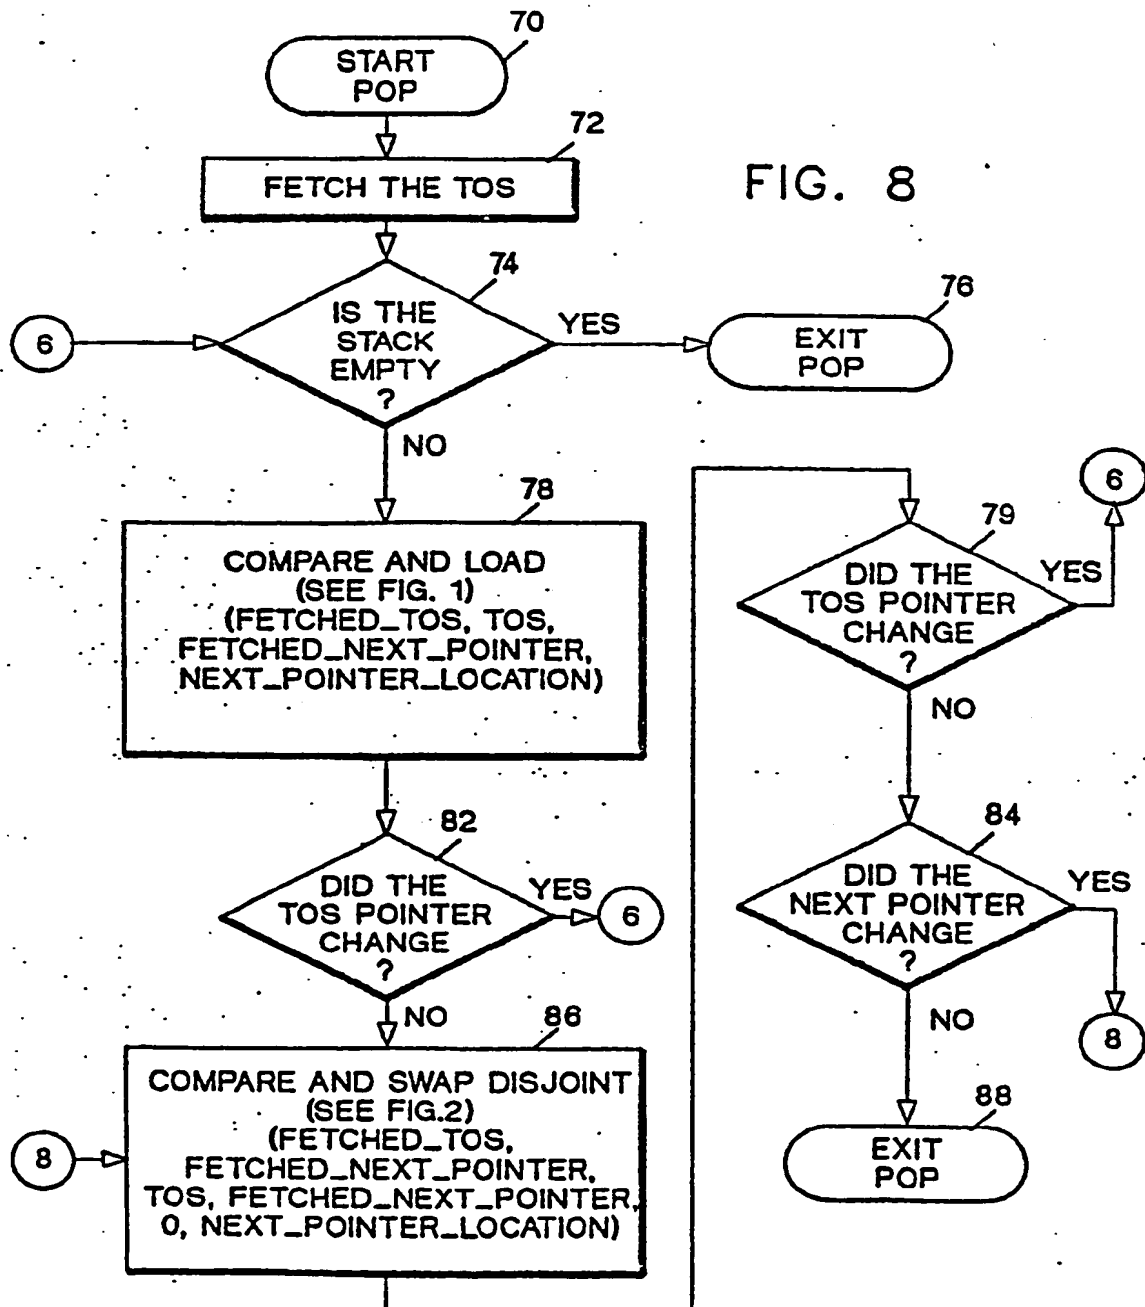 70
START
POP
72
FETCH THE TOS
FIG. 8
74
IS THE
STACK
EMPTY
?
6
YES
76
EXIT
POP
NO
78
COMPARE AND LOAD
(SEE FIG. 1)
(FETCHED_TOS, TOS,
FETCHED_NEXT_POINTER,
NEXT_POINTER_LOCATION)
82
DID THE
TOS POINTER
CHANGE
?
YES
6
NO
86
COMPARE AND SWAP DISJOINT
(SEE FIG.2)
(FETCHED_TOS,
FETCHED_NEXT_POINTER,
TOS, FETCHED_NEXT_POINTER,
0, NEXT_POINTER_LOCATION)
8
6
79
DID THE
TOS POINTER
CHANGE
?
YES
NO
84
DID THE
NEXT POINTER
CHANGE
?
YES
8
NO
88
EXIT
POP